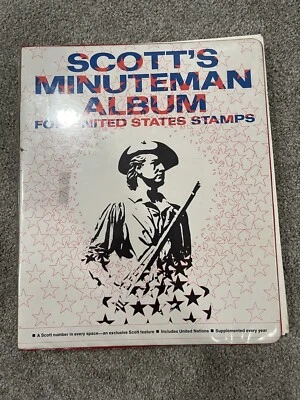 SCOTT'S
MINUTEMAN
ALBUM
FOR UNITED STATES STAMPS
■ A Scott number in every space—an exclusive Scott feature ■ Includes United Nations ■ Supplemented every year